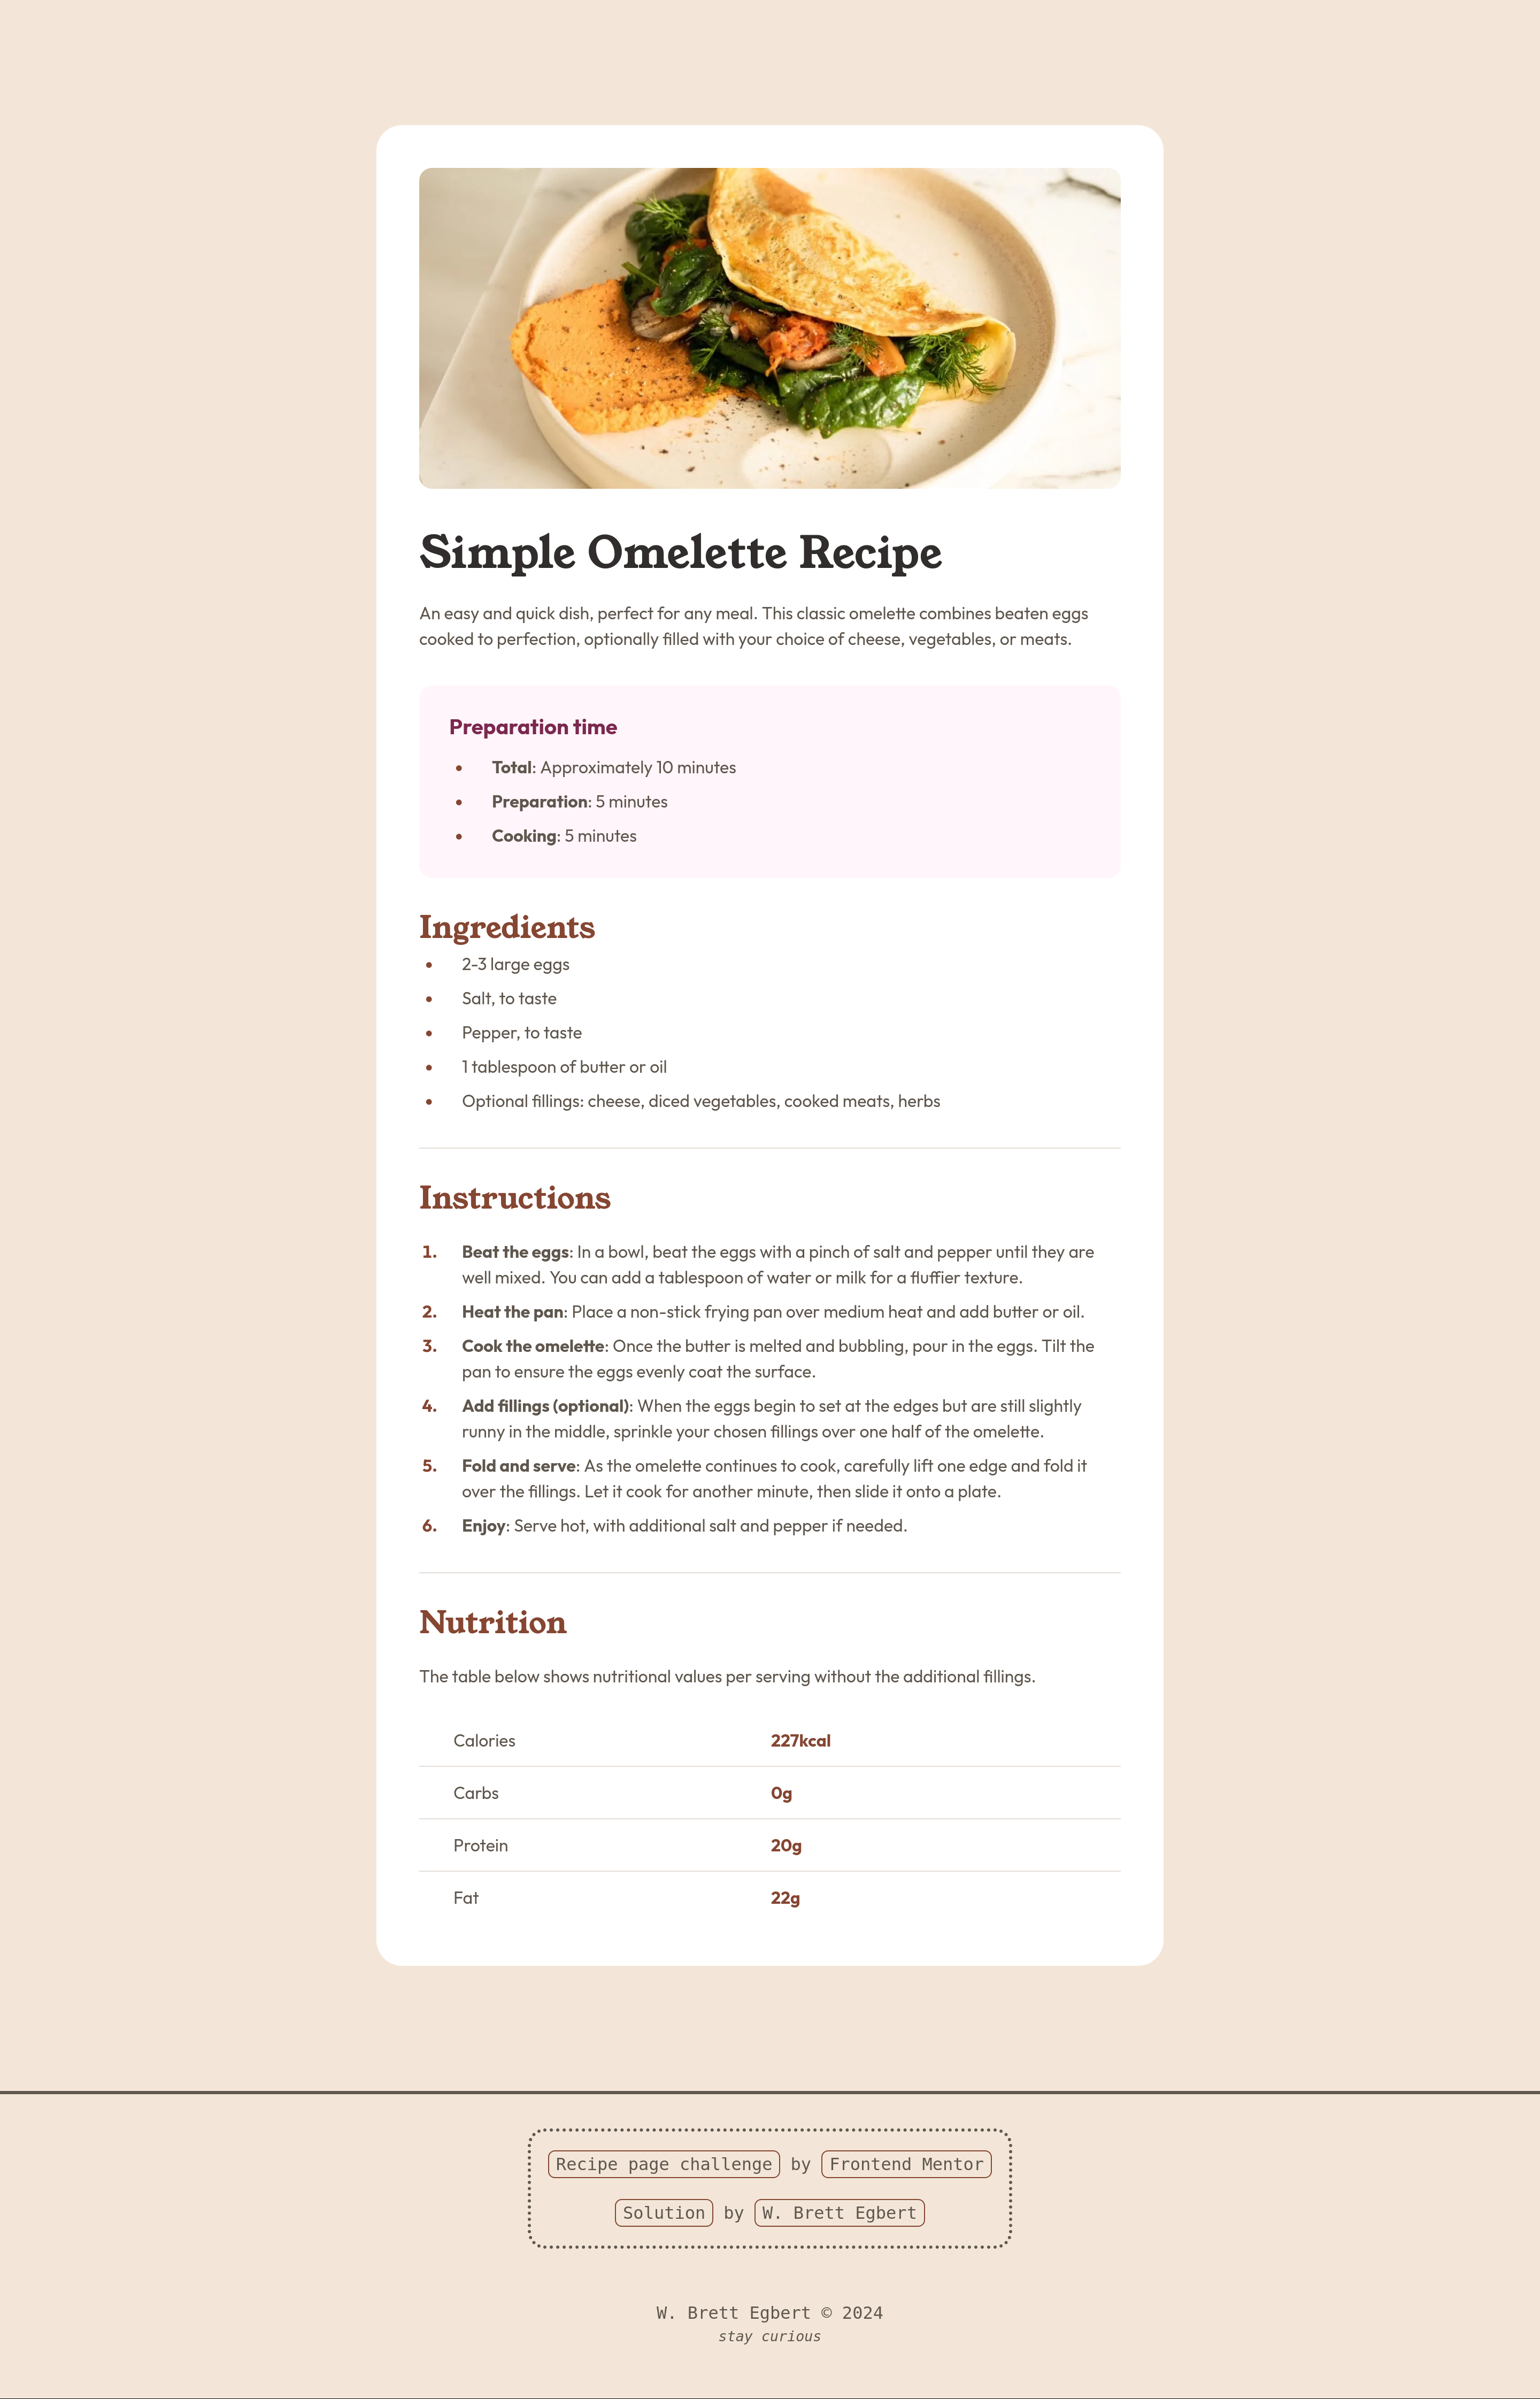 Simple Omelette Recipe
An easy and quick dish, perfect for any meal. This classic omelette combines beaten eggs
cooked to perfection, optionally filled with your choice of cheese, vegetables, or meats.
Preparation time
• Total: Approximately 10 minutes
• Preparation: 5 minutes
• Cooking: 5 minutes
Ingredients
• 2-3 large eggs
• Salt, to taste
• Pepper, to taste
• 1 tablespoon of butter or oil
• Optional fillings: cheese, diced vegetables, cooked meats, herbs
Instructions
1. Beat the eggs: In a bowl, beat the eggs with a pinch of salt and pepper until they are
well mixed. You can add a tablespoon of water or milk for a fluffier texture.
2. Heat the pan: Place a non-stick frying pan over medium heat and add butter or oil.
3. Cook the omelette: Once the butter is melted and bubbling, pour in the eggs. Tilt the
pan to ensure the eggs evenly coat the surface.
4. Add fillings (optional): When the eggs begin to set at the edges but are still slightly
runny in the middle, sprinkle your chosen fillings over one half of the omelette.
5. Fold and serve: As the omelette continues to cook, carefully lift one edge and fold it
over the fillings. Let it cook for another minute, then slide it onto a plate.
6. Enjoy: Serve hot, with additional salt and pepper if needed.
Nutrition
The table below shows nutritional values per serving without the additional fillings.
Calories 227kcal
Carbs 0g
Protein 20g
Fat 22g
Recipe page challenge by Frontend Mentor
Solution by W. Brett Egbert
W. Brett Egbert © 2024
stay curious